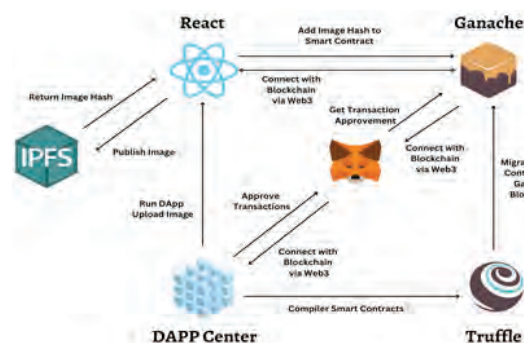 React
Ganache
Add Image Hash to
Smart Contract
Connect with
Blockchain
via Web3
Return Image Hash
Get Transaction
Approvement
IPFS
Publish Image
Connect with
Blockchain
via Web3
Run DApp
Upload Image
Approve
Transactions
Connect with
Blockchain
via Web3
Compiler Smart Contracts
DAPP Center
Truffle